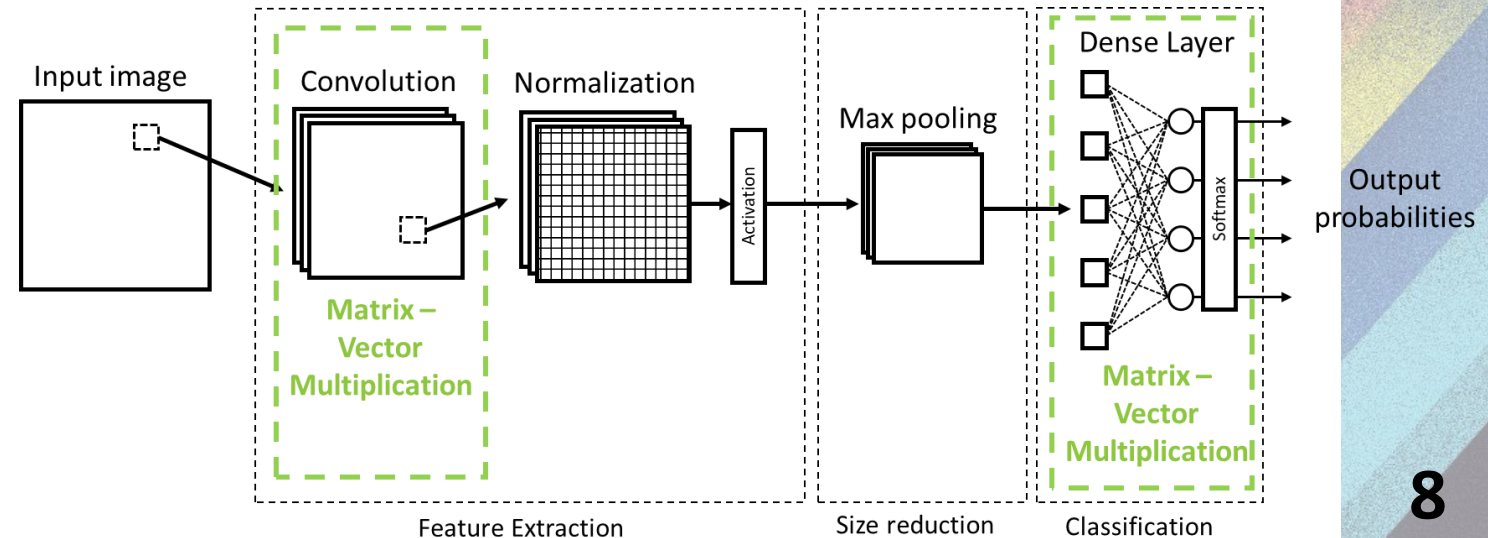 Input image
Convolution
Normalization
Activation
Max pooling
Dense Layer
Softmax
Output
probabilities
Matrix –
Vector
Multiplication
Matrix –
Vector
Multiplication
Feature Extraction
Size reduction
Classification
8